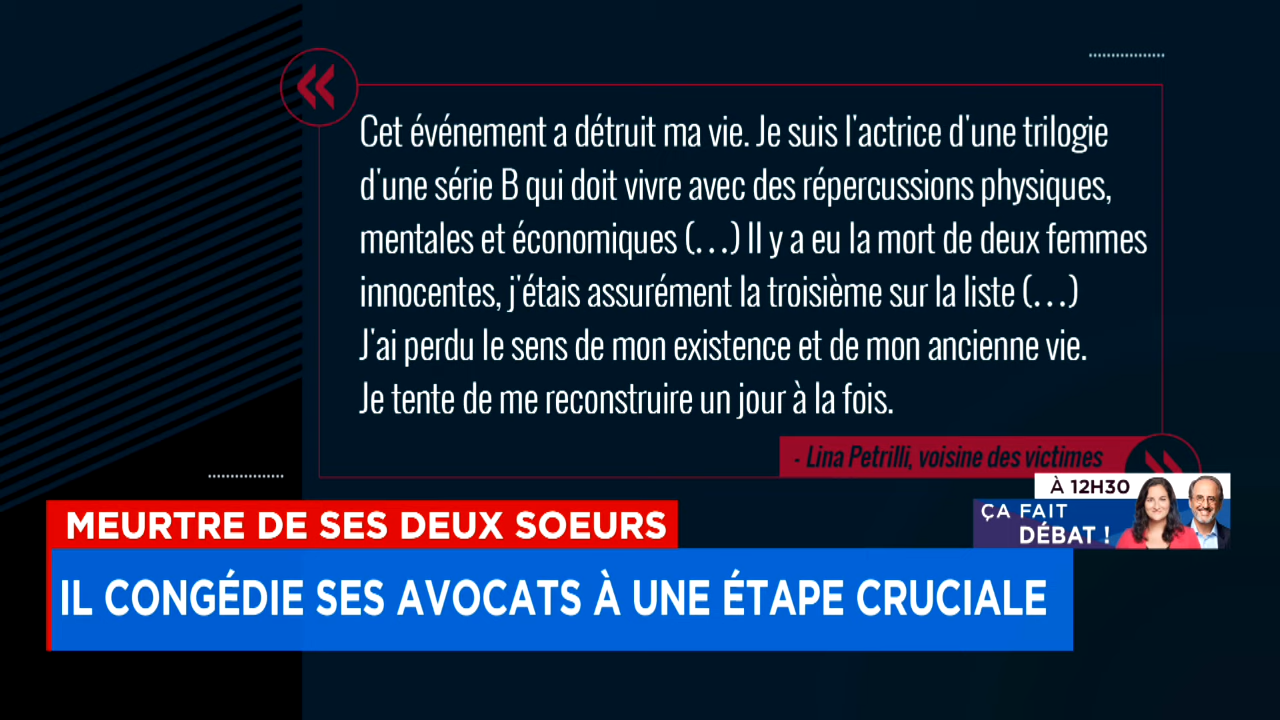 Cet événement a détruit ma vie. Je suis l'actrice d'une trilogie
d'une série B qui doit vivre avec des répercussions physiques,
mentales et économiques (...) Il y a eu la mort de deux femmes
innocentes, j'étais assurément la troisième sur la liste (...)
J'ai perdu le sens de mon existence et de mon ancienne vie.
Je tente de me reconstruire un jour à la fois.
- Lina Petrilli, voisine des victimes
À 12H30
ÇA FAIT
DÉBAT !
MEURTRE DE SES DEUX SOEURS
IL CONGÉDIE SES AVOCATS À UNE ÉTAPE CRUCIALE